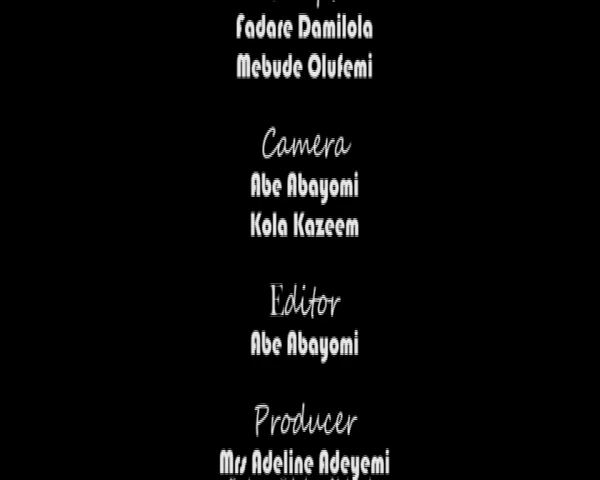 Fadare Damilola
Mebude Olufemi
Camera
Abe Abayomi
Kola Kazeem
Editor
Abe Abayomi
Producer
Mrs Adeline Adeyemi